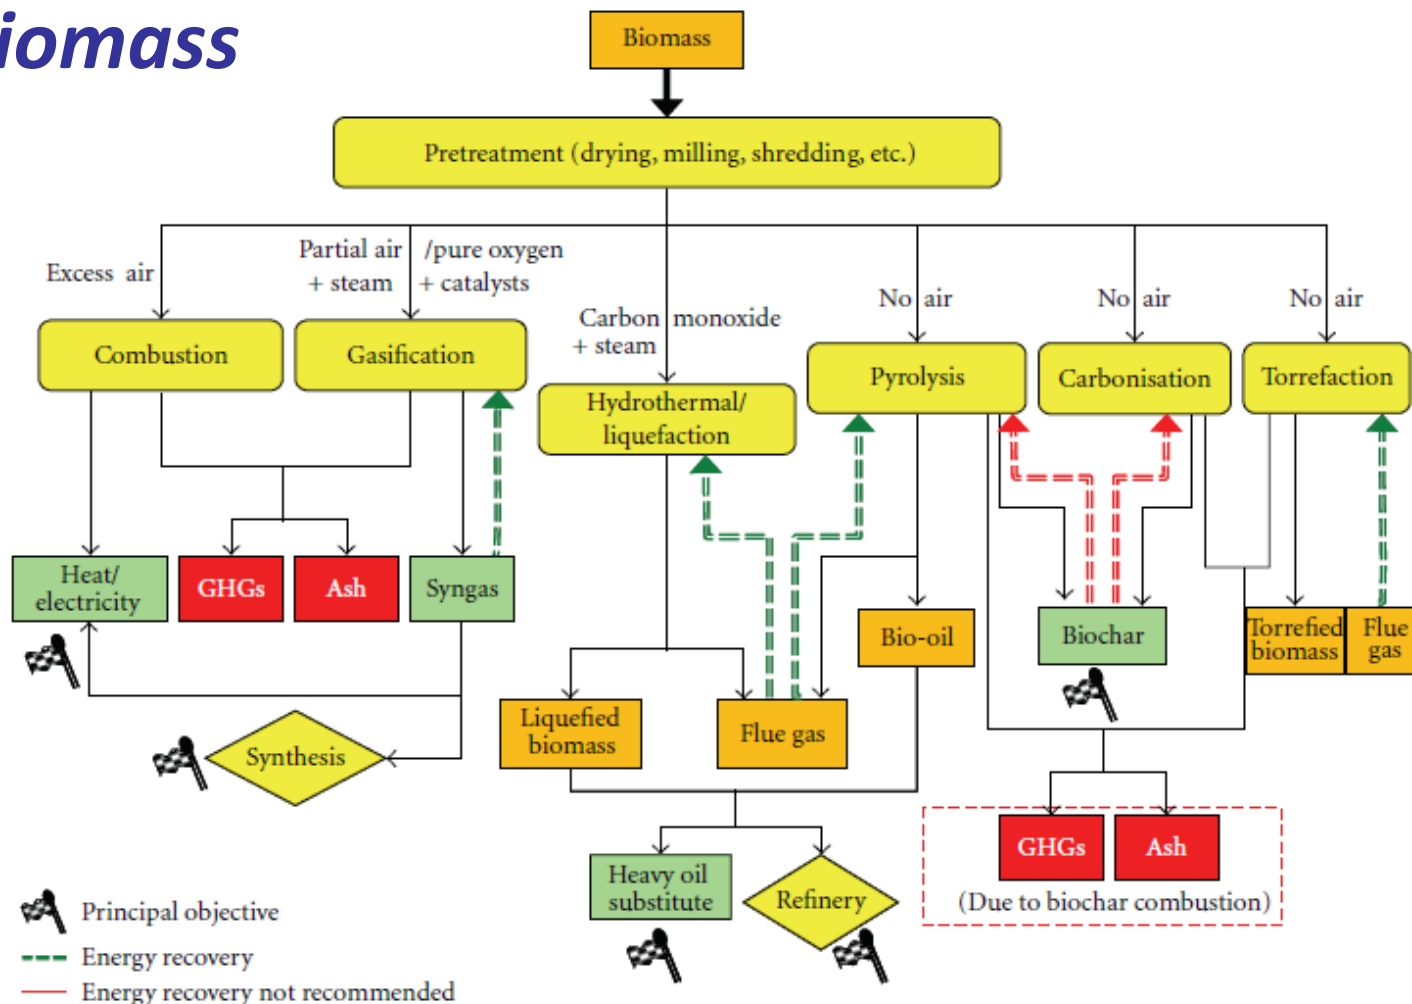 iomass
Biomass
Pretreatment (drying, milling, shredding, etc.)
Excess air
Partial air /pure oxygen
+ steam + catalysts
Carbon monoxide
+ steam
No air
No air
No air
Combustion
Gasification
Hydrothermal/
liquefaction
Pyrolysis
Carbonisation
Torrefaction
Heat/
electricity
GHGs
Ash
Syngas
Bio-oil
Biochar
Torrefied
biomass
Flue
gas
Liquefied
biomass
Flue gas
Synthesis
Heavy oil
substitute
Refinery
GHGs
Ash
(Due to biochar combustion)
Principal objective
Energy recovery
Energy recovery not recommended